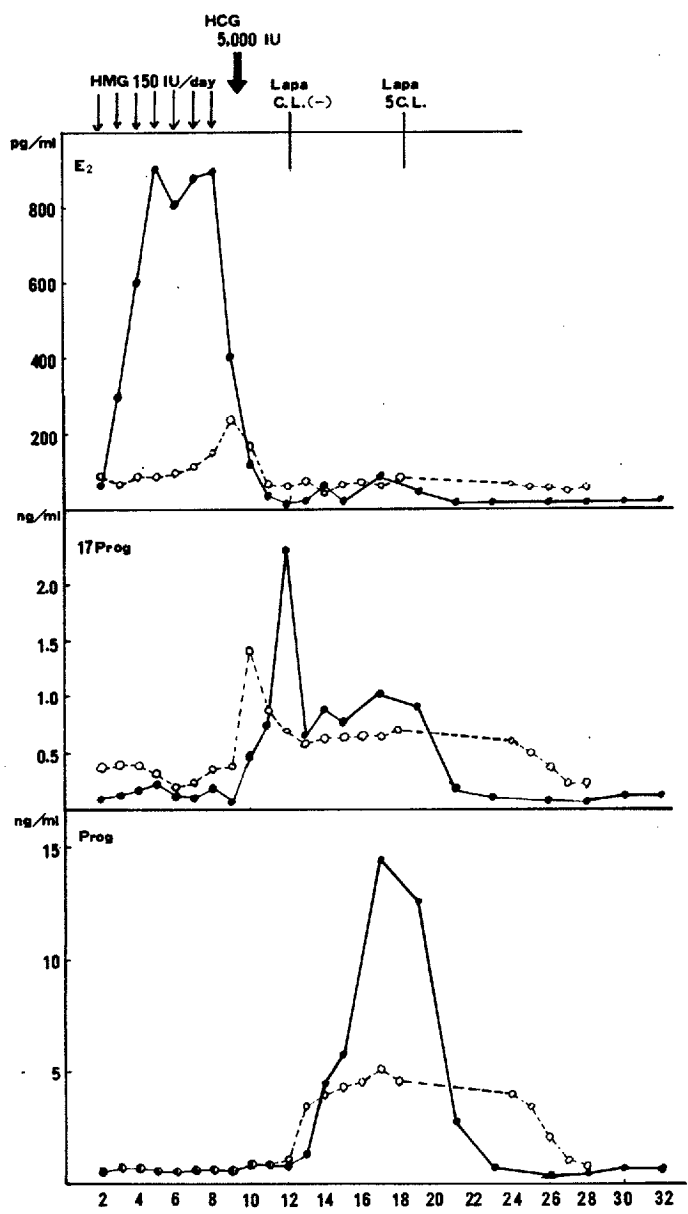 HCG
5,000 IU
HMG 150 IU/day
Lapa
C.L.(−)
Lapa
5C.L.
pg/ml
E₂
800
600
400
200
ng/ml
17Prog
2.0
1.5
1.0
0.5
ng/ml
Prog
15
10
5
2 4 6 8 10 12 14 16 18 20 22 24 26 28 30 32